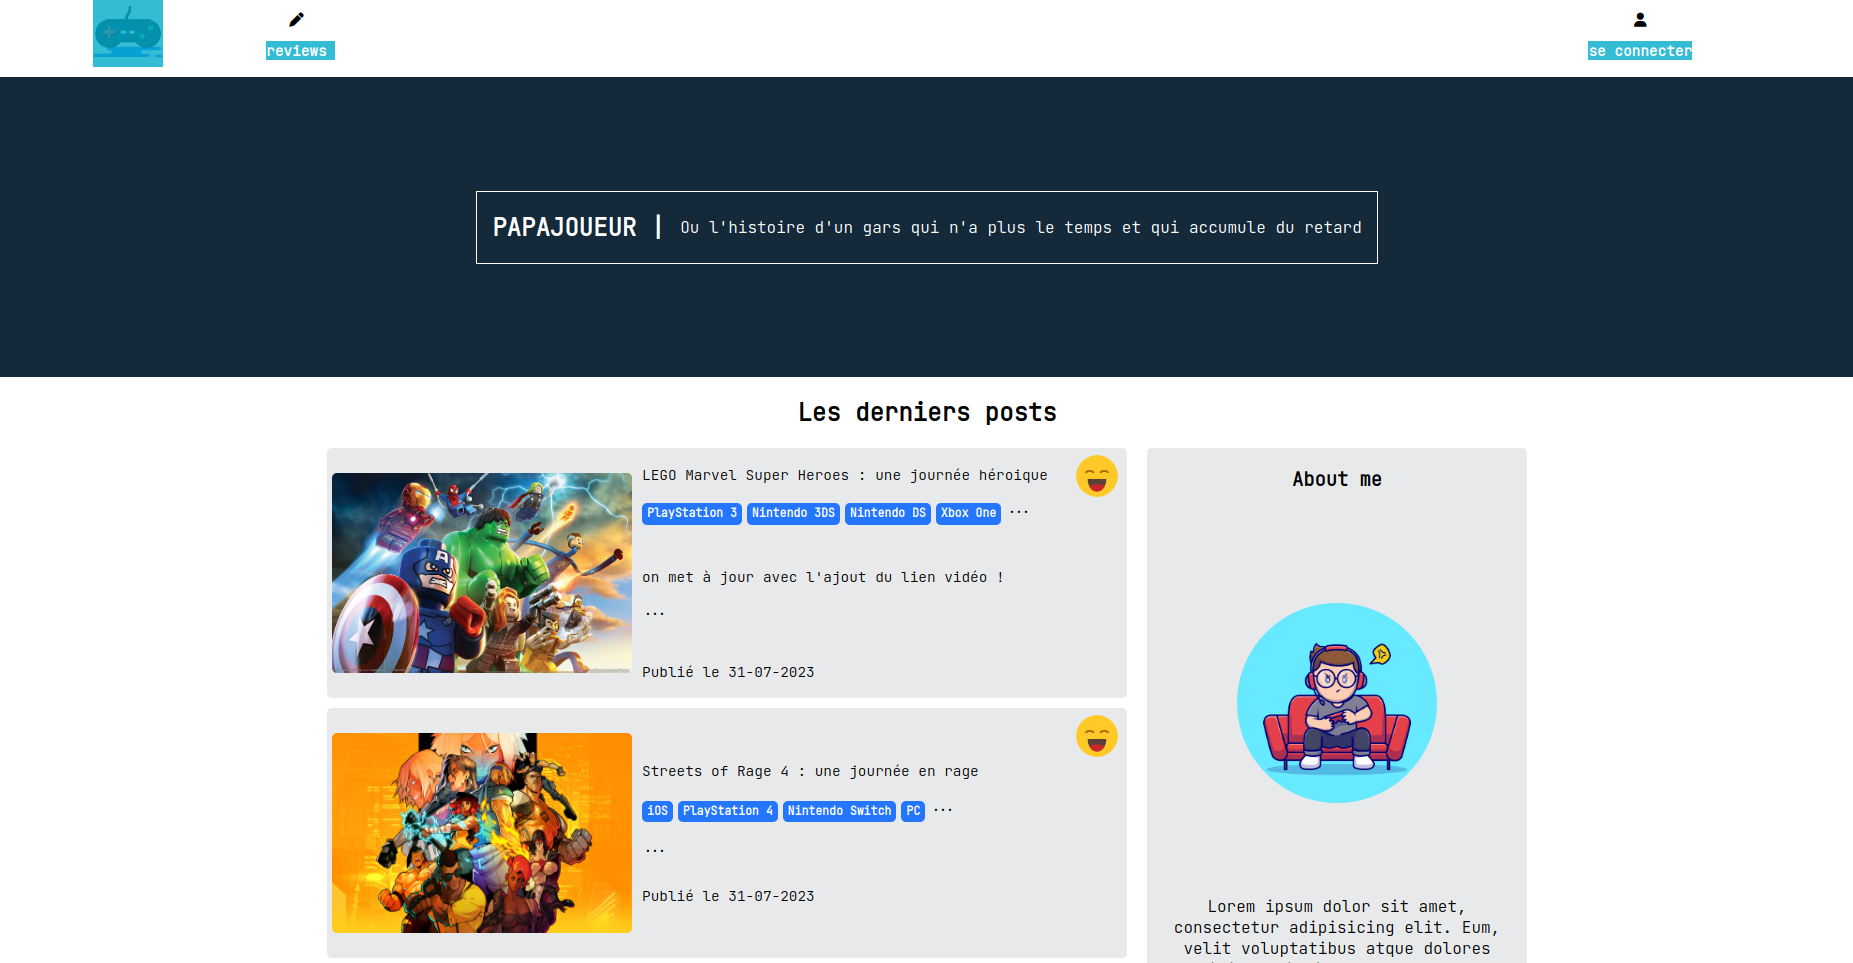 reviews
se connecter
PAPAJOUEUR | Ou l'histoire d'un gars qui n'a plus le temps et qui accumule du retard
Les derniers posts
LEGO Marvel Super Heroes : une journée héroique
PlayStation 3 Nintendo 3DS Nintendo DS Xbox One ...
on met à jour avec l'ajout du lien vidéo !
...
Publié le 31-07-2023
Streets of Rage 4 : une journée en rage
iOS PlayStation 4 Nintendo Switch PC ...
...
Publié le 31-07-2023
About me
Lorem ipsum dolor sit amet,
consectetur adipisicing elit. Eum,
velit voluptatibus atque dolores